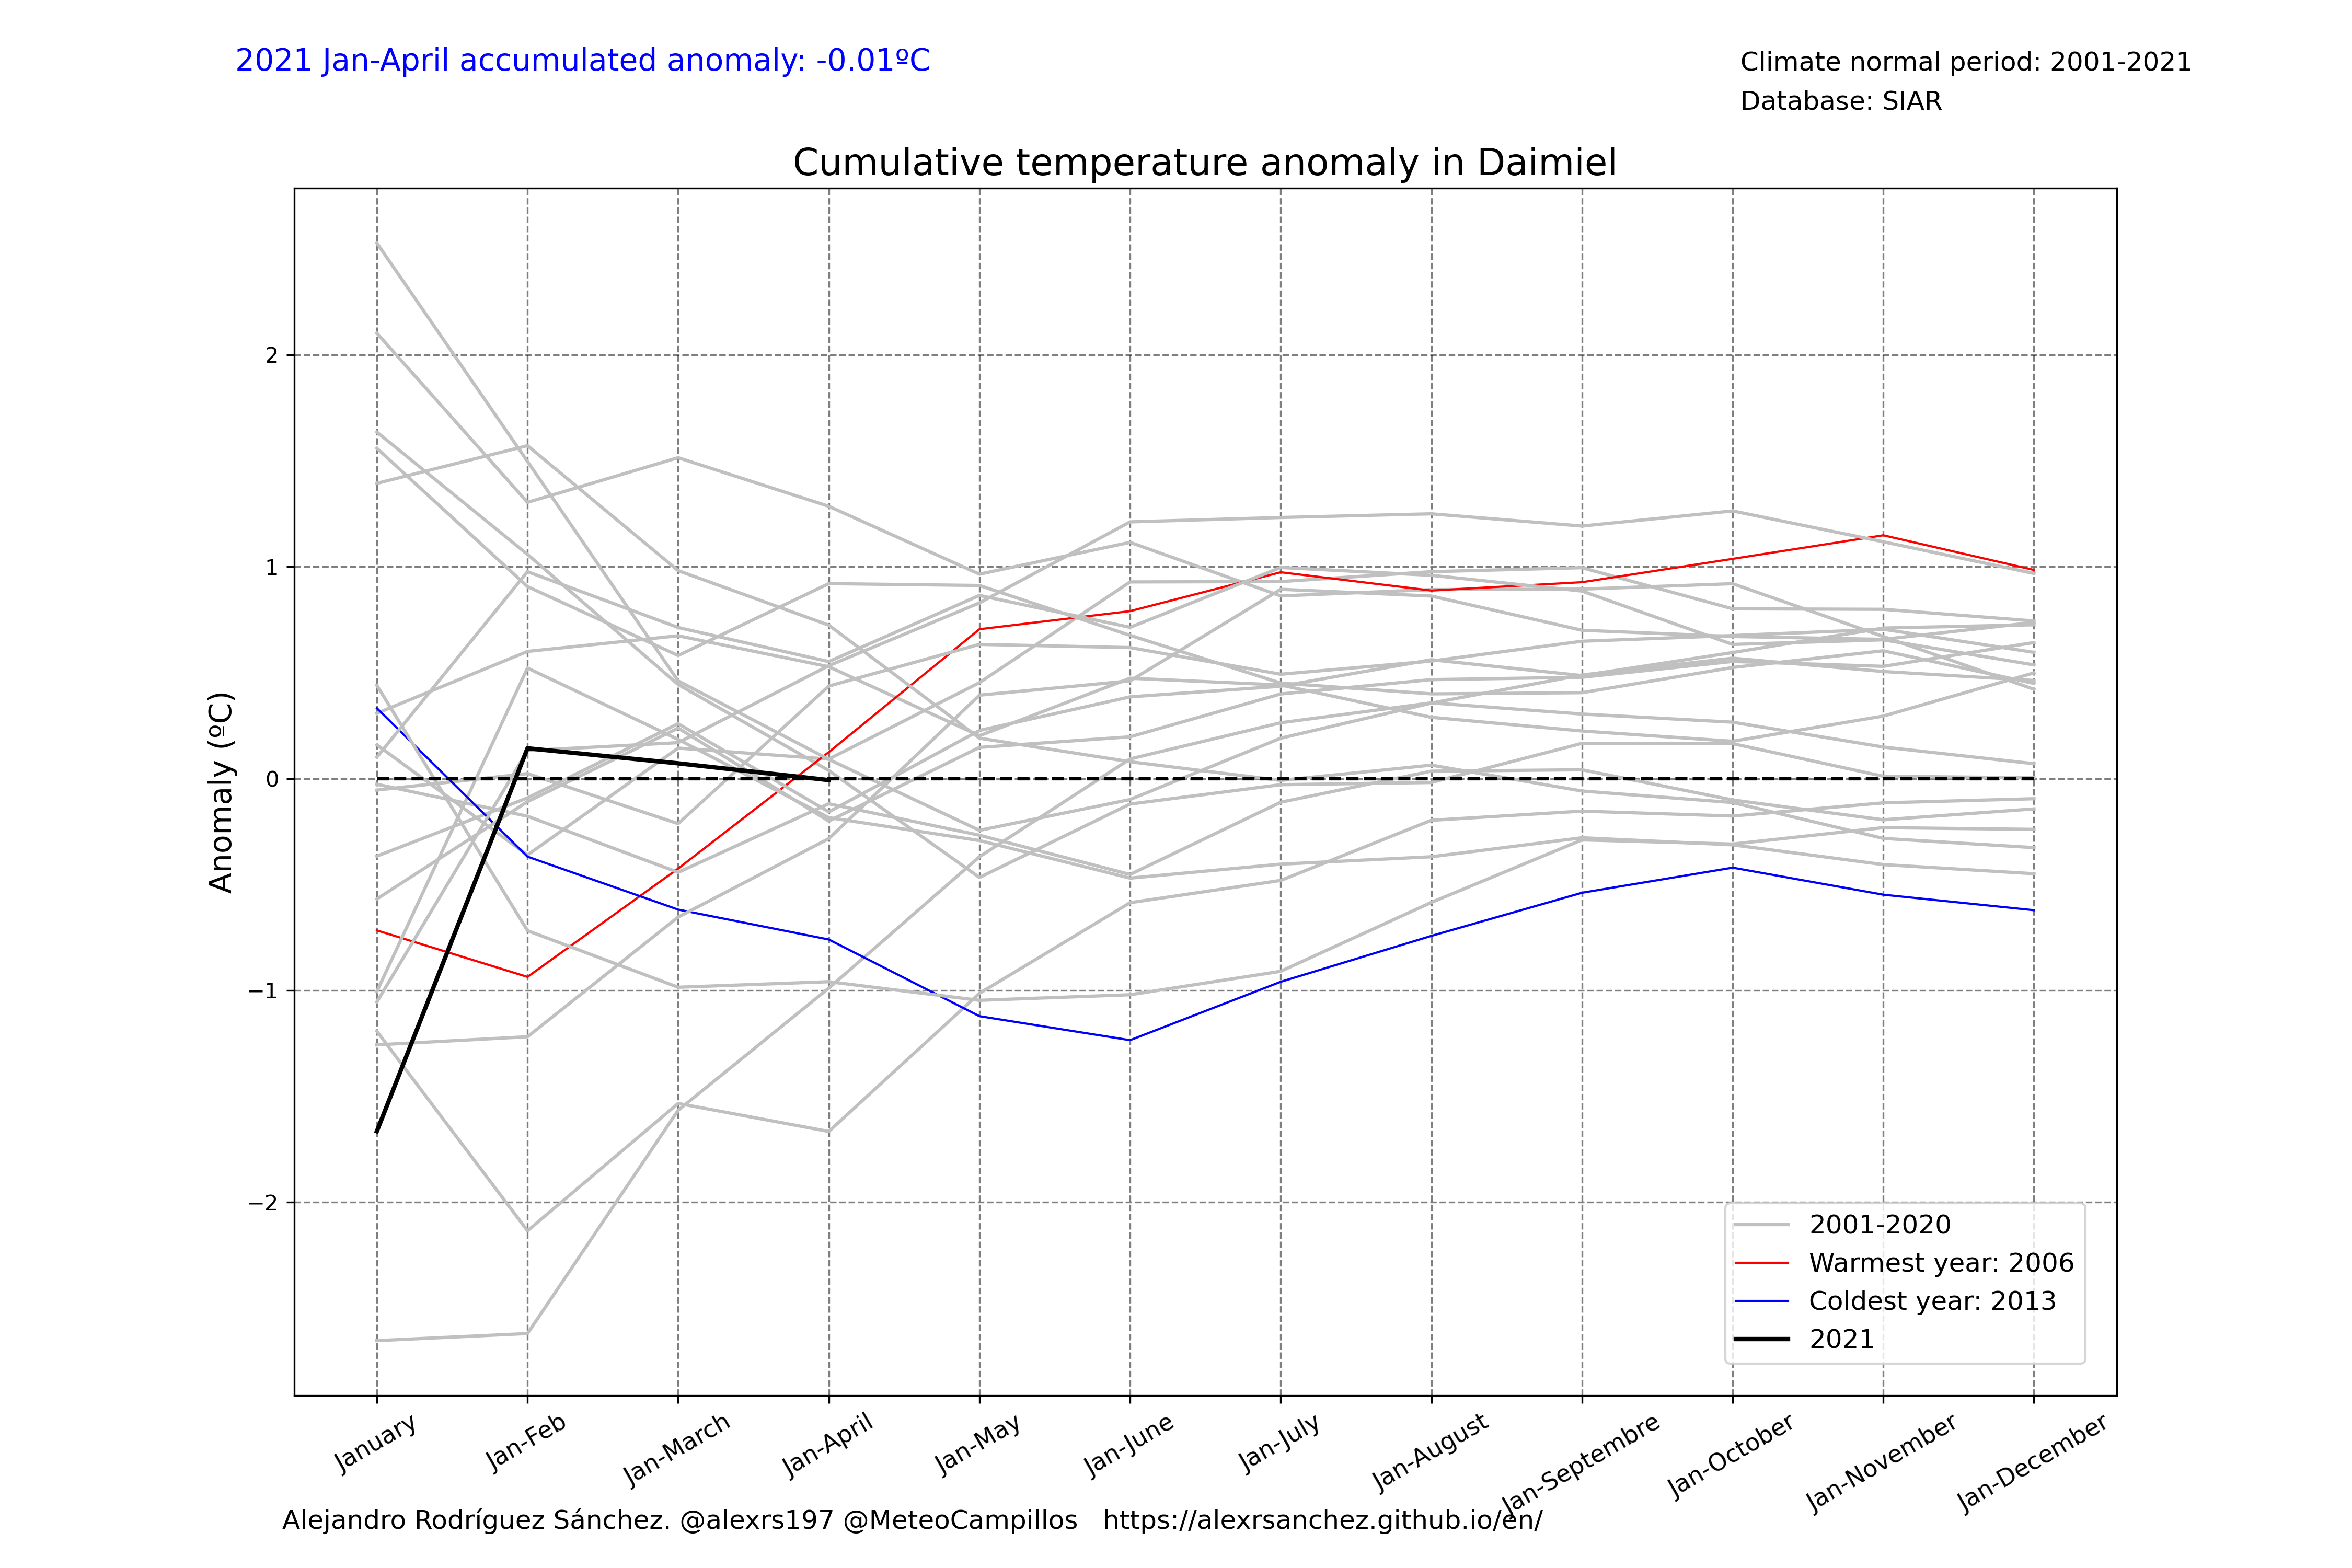 2021 Jan-April accumulated anomaly: -0.01ºC
Climate normal period: 2001-2021
Database: SIAR
Cumulative temperature anomaly in Daimiel
Anomaly (ºC)
2
1
0
−1
−2
2001-2020
Warmest year: 2006
Coldest year: 2013
2021
January
Jan-Feb
Jan-March
Jan-April
Jan-May
Jan-June
Jan-July
Jan-August
Jan-Septembre
Jan-October
Jan-November
Jan-December
Alejandro Rodríguez Sánchez. @alexrs197 @MeteoCampillos   https://alexrsanchez.github.io/en/